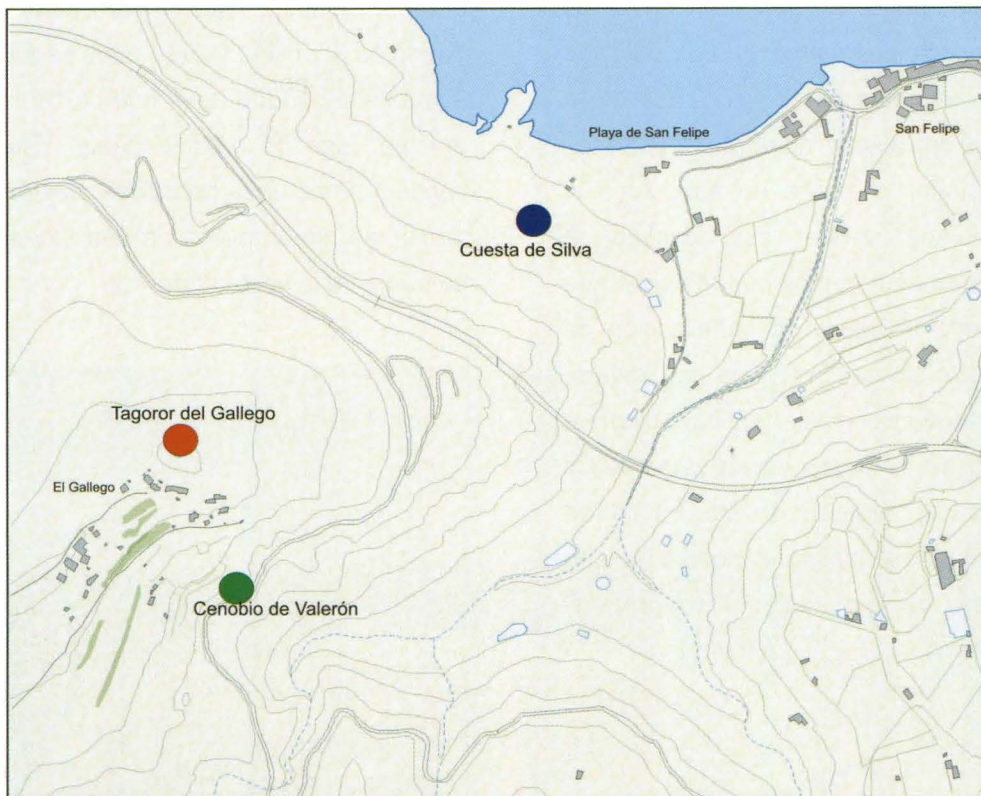 Playa de San Felipe
San Felipe
Cuesta de Silva
Tagoror del Gallego
El Gallego
Cenobio de Valerón